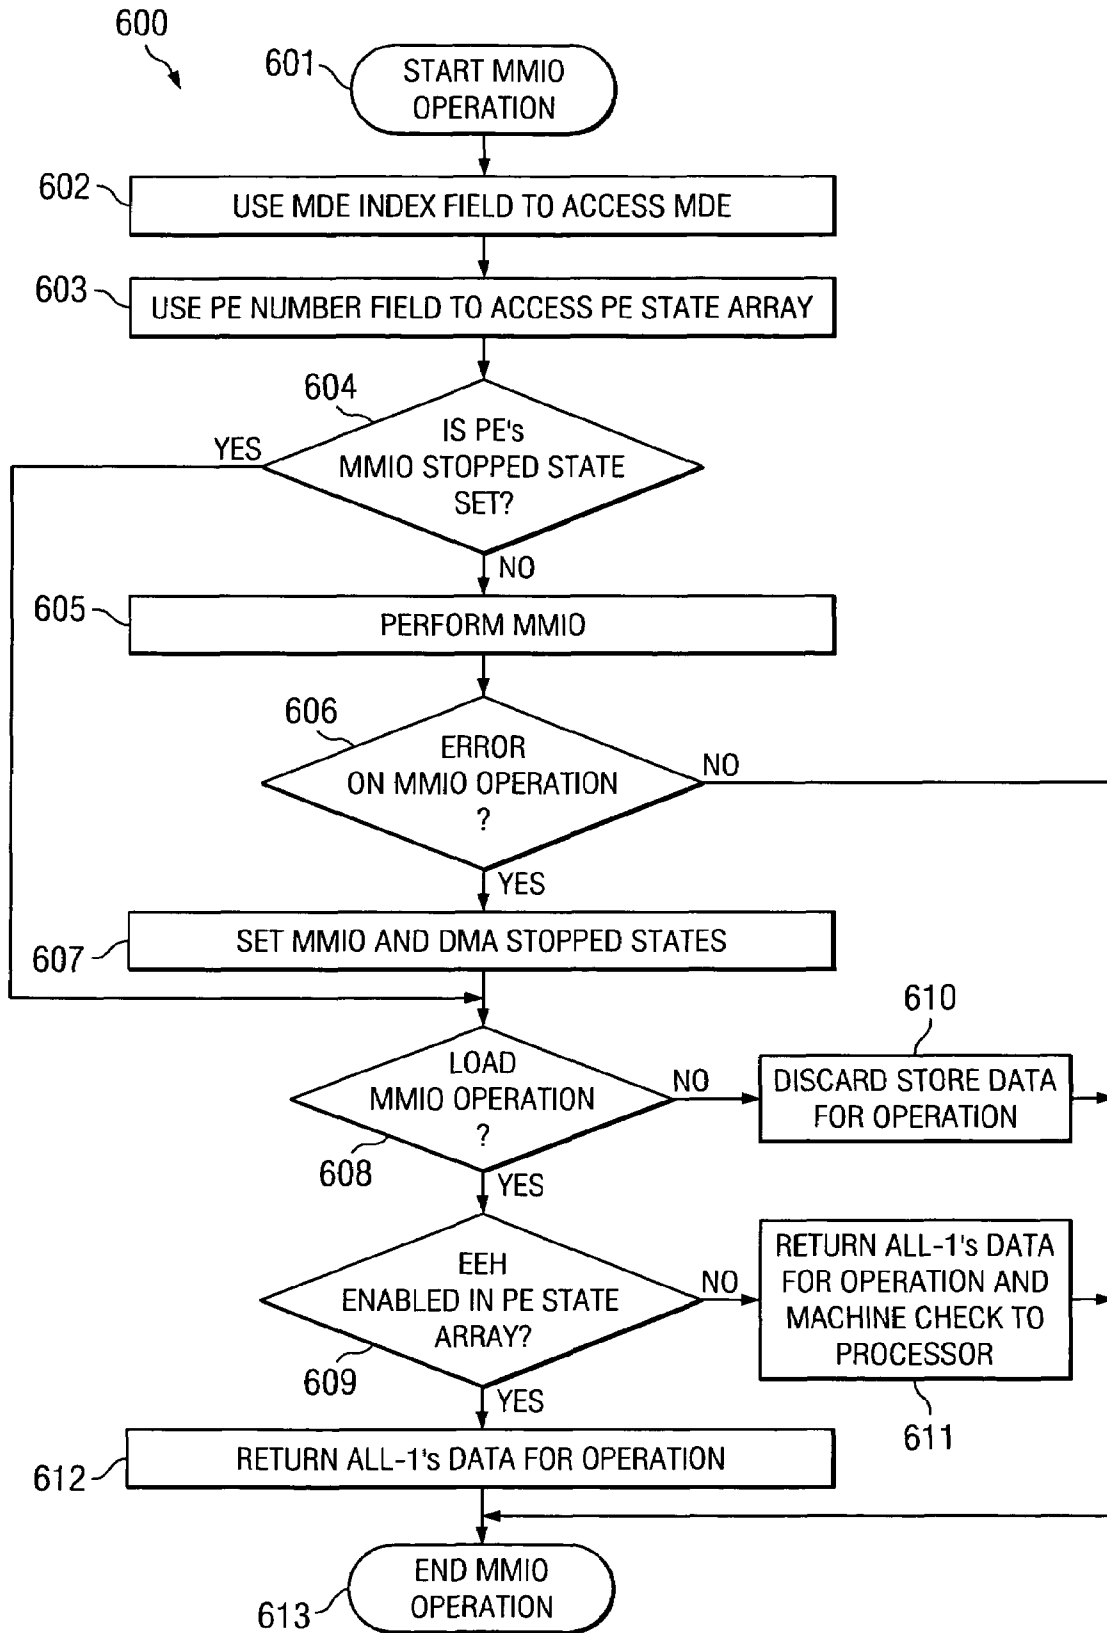 600
601
START MMIO
OPERATION
602
USE MDE INDEX FIELD TO ACCESS MDE
603
USE PE NUMBER FIELD TO ACCESS PE STATE ARRAY
604
YES
IS PE's
MMIO STOPPED STATE
SET?
NO
605
PERFORM MMIO
606
ERROR
ON MMIO OPERATION
?
NO
YES
607
SET MMIO AND DMA STOPPED STATES
610
LOAD
MMIO OPERATION
?
NO
DISCARD STORE DATA
FOR OPERATION
608
YES
EEH
ENABLED IN PE STATE
ARRAY?
NO
RETURN ALL-1's DATA
FOR OPERATION AND
MACHINE CHECK TO
PROCESSOR
609
YES
611
612
RETURN ALL-1's DATA FOR OPERATION
END MMIO
OPERATION
613